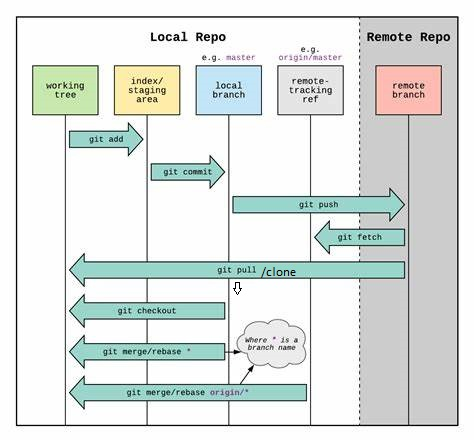 Local Repo
Remote Repo
e.g. master
e.g.
origin/master
working
tree
index/
staging
area
local
branch
remote-
tracking
ref
remote
branch
git add
git commit
git push
git fetch
git pull /clone
git checkout
git merge/rebase *
Where * is a
branch name
git merge/rebase origin/*